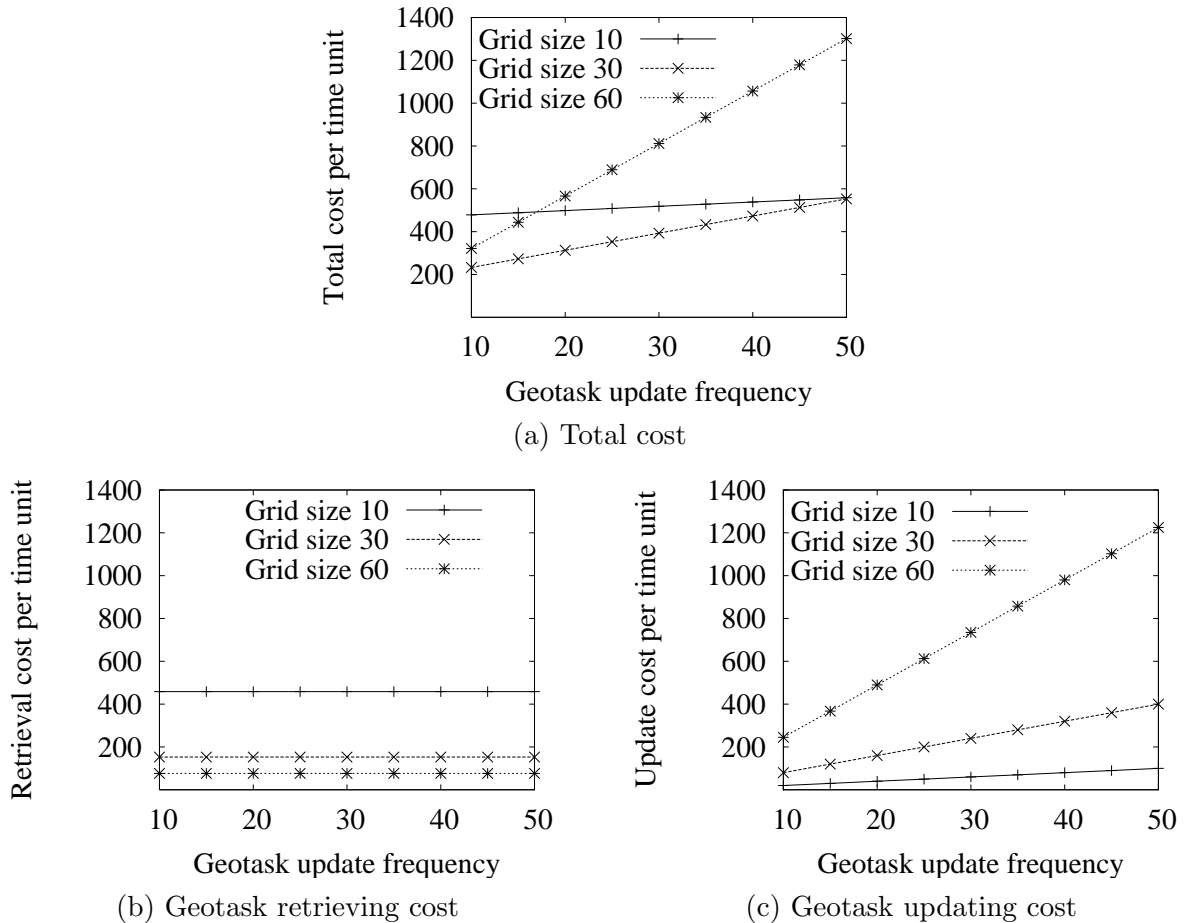 Total cost per time unit
1400
1200
1000
800
600
400
200
Grid size 10
Grid size 30
Grid size 60
10 20 30 40 50
Geotask update frequency
(a) Total cost
Retrieval cost per time unit
1400
1200
1000
800
600
400
200
Grid size 10
Grid size 30
Grid size 60
10 20 30 40 50
Geotask update frequency
(b) Geotask retrieving cost
Update cost per time unit
1400
1200
1000
800
600
400
200
Grid size 10
Grid size 30
Grid size 60
10 20 30 40 50
Geotask update frequency
(c) Geotask updating cost